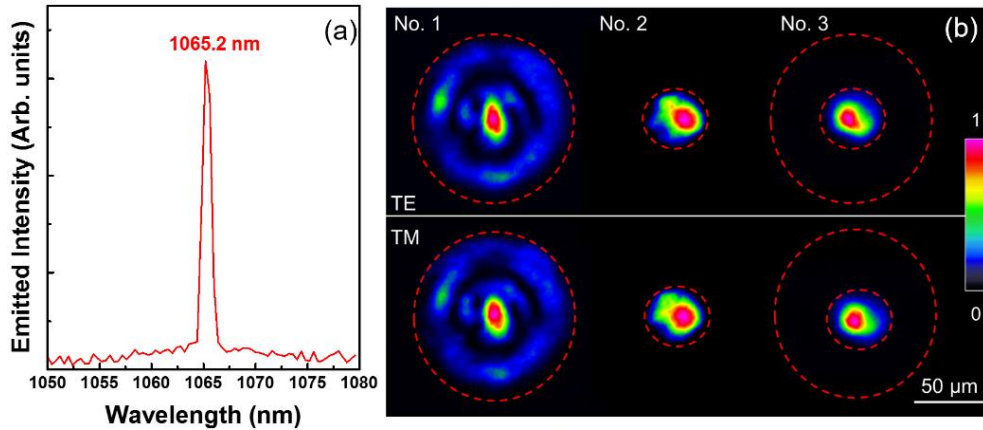 (a)
1065.2 nm
Emitted Intensity (Arb. units)
1050 1055 1060 1065 1070 1075 1080
Wavelength (nm)
No. 1 No. 2 No. 3 (b)
TE
TM
1
0
50 µm